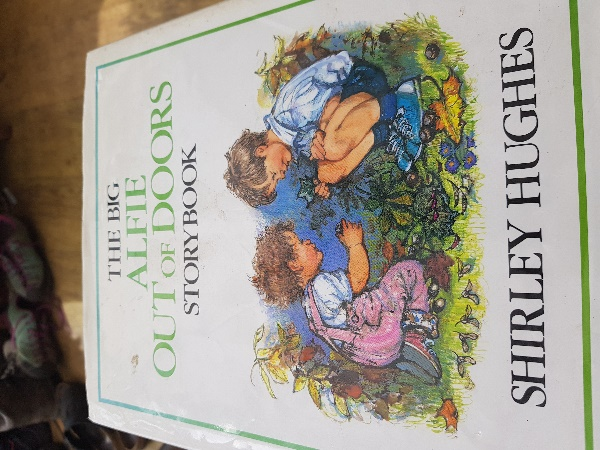 THE BIG
ALFIE
OUT OF DOORS
STORYBOOK
SHIRLEY HUGHES